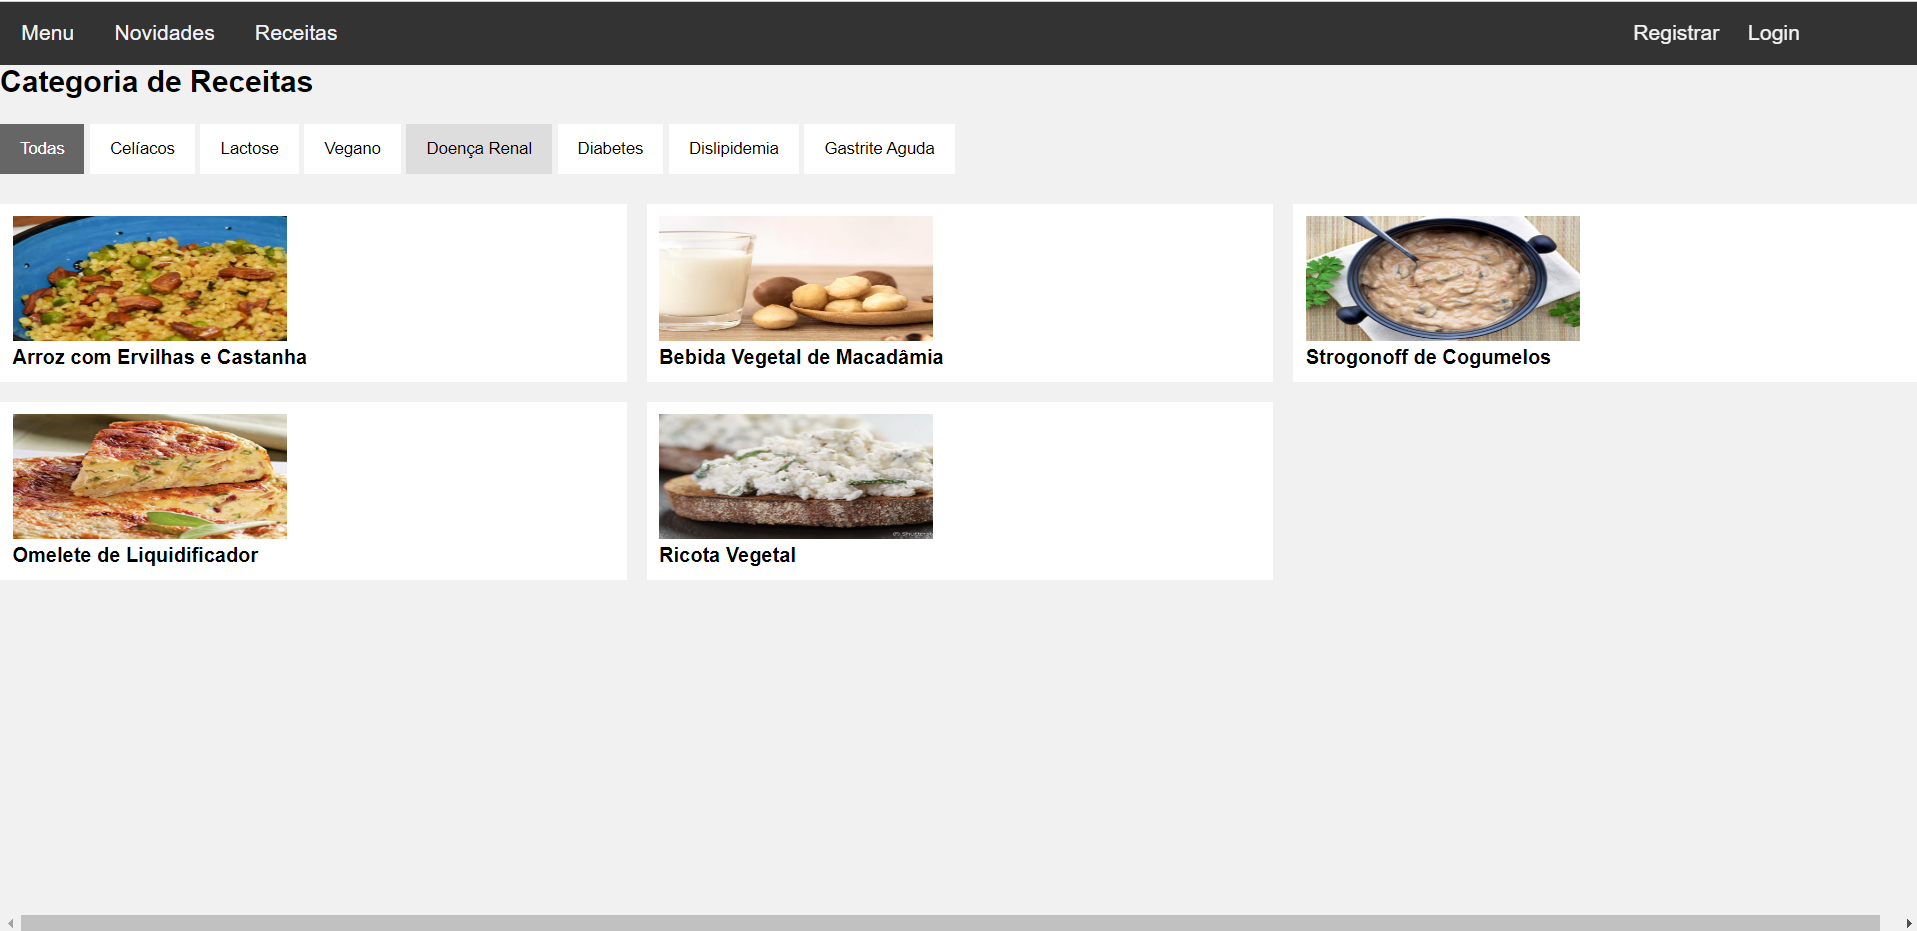 Menu Novidades Receitas Registrar Login
Categoria de Receitas
Todas Celíacos Lactose Vegano Doença Renal Diabetes Dislipidemia Gastrite Aguda
Arroz com Ervilhas e Castanha
Bebida Vegetal de Macadâmia
Strogonoff de Cogumelos
Omelete de Liquidificador
Ricota Vegetal